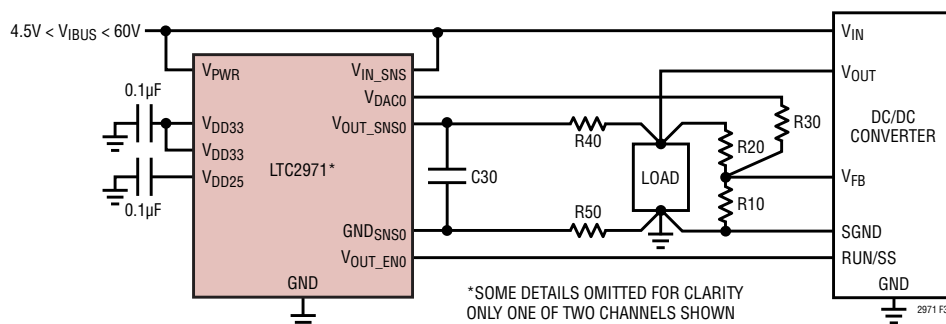 4.5V < VIBUS < 60V
VIN
VPWR
VIN_SNS
VOUT
0.1µF
VDAC0
VDD33
VOUT_SNS0
R40
R20
R30
DC/DC
CONVERTER
VDD33
LTC2971*
C30
LOAD
VFB
VDD25
0.1µF
R10
GNDSNS0
R50
SGND
VOUT_EN0
RUN/SS
GND
*SOME DETAILS OMITTED FOR CLARITY
ONLY ONE OF TWO CHANNELS SHOWN
GND
2971 F3